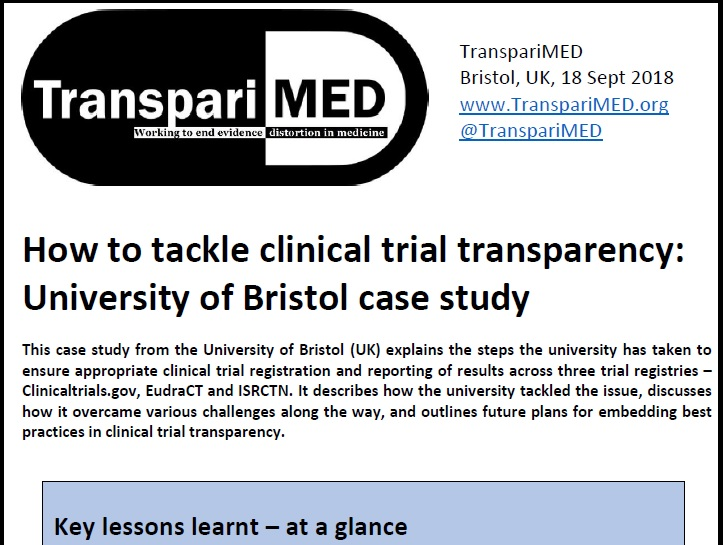 Transpari MED
Working to end evidence distortion in medicine
TranspariMED
Bristol, UK, 18 Sept 2018
www.TranspariMED.org
@TranspariMED
How to tackle clinical trial transparency:
University of Bristol case study
This case study from the University of Bristol (UK) explains the steps the university has taken to
ensure appropriate clinical trial registration and reporting of results across three trial registries –
Clinicaltrials.gov, EudraCT and ISRCTN. It describes how the university tackled the issue, discusses
how it overcame various challenges along the way, and outlines future plans for embedding best
practices in clinical trial transparency.
Key lessons learnt – at a glance